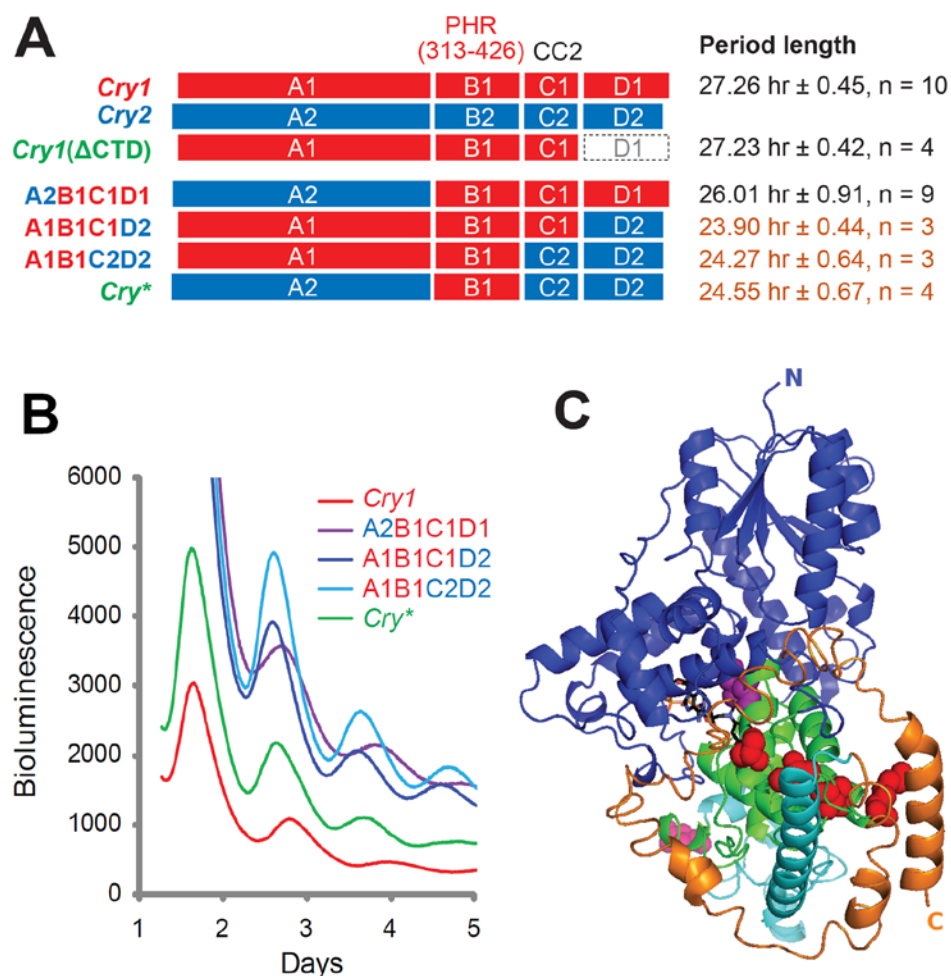 A
PHR
(313-426)
CC2
Period length
Cry1 A1 B1 C1 D1 27.26 hr ± 0.45, n = 10
Cry2 A2 B2 C2 D2
Cry1(ΔCTD) A1 B1 C1 D1 27.23 hr ± 0.42, n = 4
A2B1C1D1 A2 B1 C1 D1 26.01 hr ± 0.91, n = 9
A1B1C1D2 A1 B1 C1 D2 23.90 hr ± 0.44, n = 3
A1B1C2D2 A1 B1 C2 D2 24.27 hr ± 0.64, n = 3
Cry* A2 B1 C2 D2 24.55 hr ± 0.67, n = 4
B
6000
5000
4000
3000
2000
1000
0
Bioluminescence
Cry1
A2B1C1D1
A1B1C1D2
A1B1C2D2
Cry*
1 2 3 4 5
Days
C
N
C